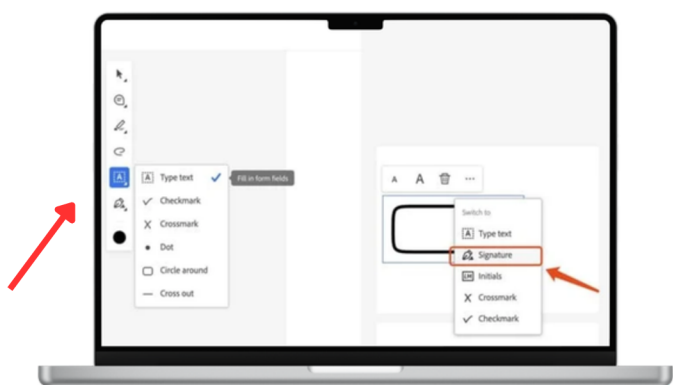 A Type text
Fill in form fields
Checkmark
Crossmark
Dot
Circle around
Cross out
A A
Switch to
A Type text
Signature
LM Initials
Crossmark
Checkmark